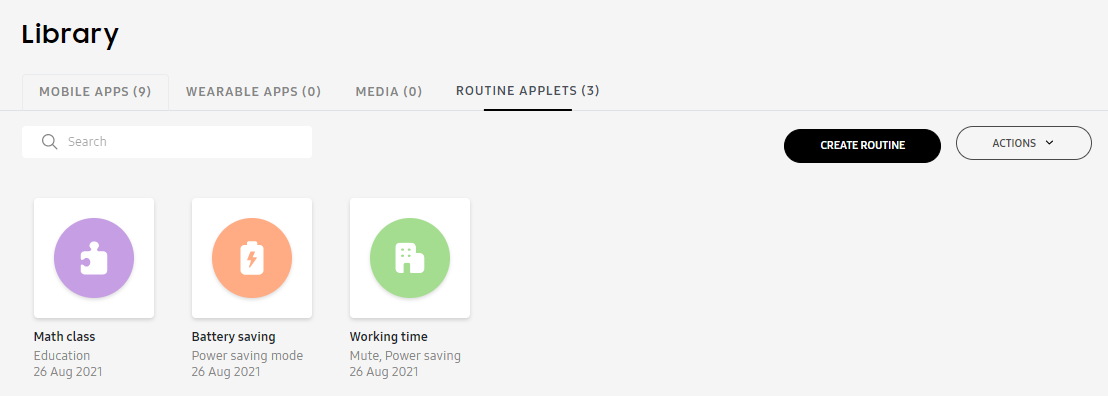 Library
MOBILE APPS (9) WEARABLE APPS (0) MEDIA (0) ROUTINE APPLETS (3)
Search CREATE ROUTINE ACTIONS
Math class Battery saving Working time
Education Power saving mode Mute, Power saving
26 Aug 2021 26 Aug 2021 26 Aug 2021